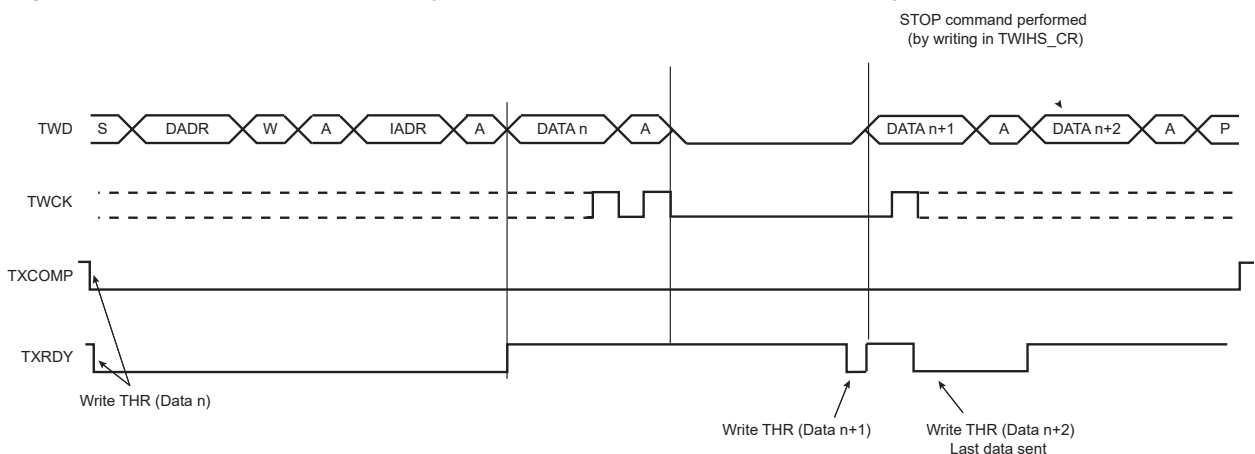 STOP command performed
(by writing in TWIHS_CR)
TWD S DADR W A IADR A DATA n A DATA n+1 A DATA n+2 A P
TWCK
TXCOMP
TXRDY
Write THR (Data n)
Write THR (Data n+1) Write THR (Data n+2)
Last data sent